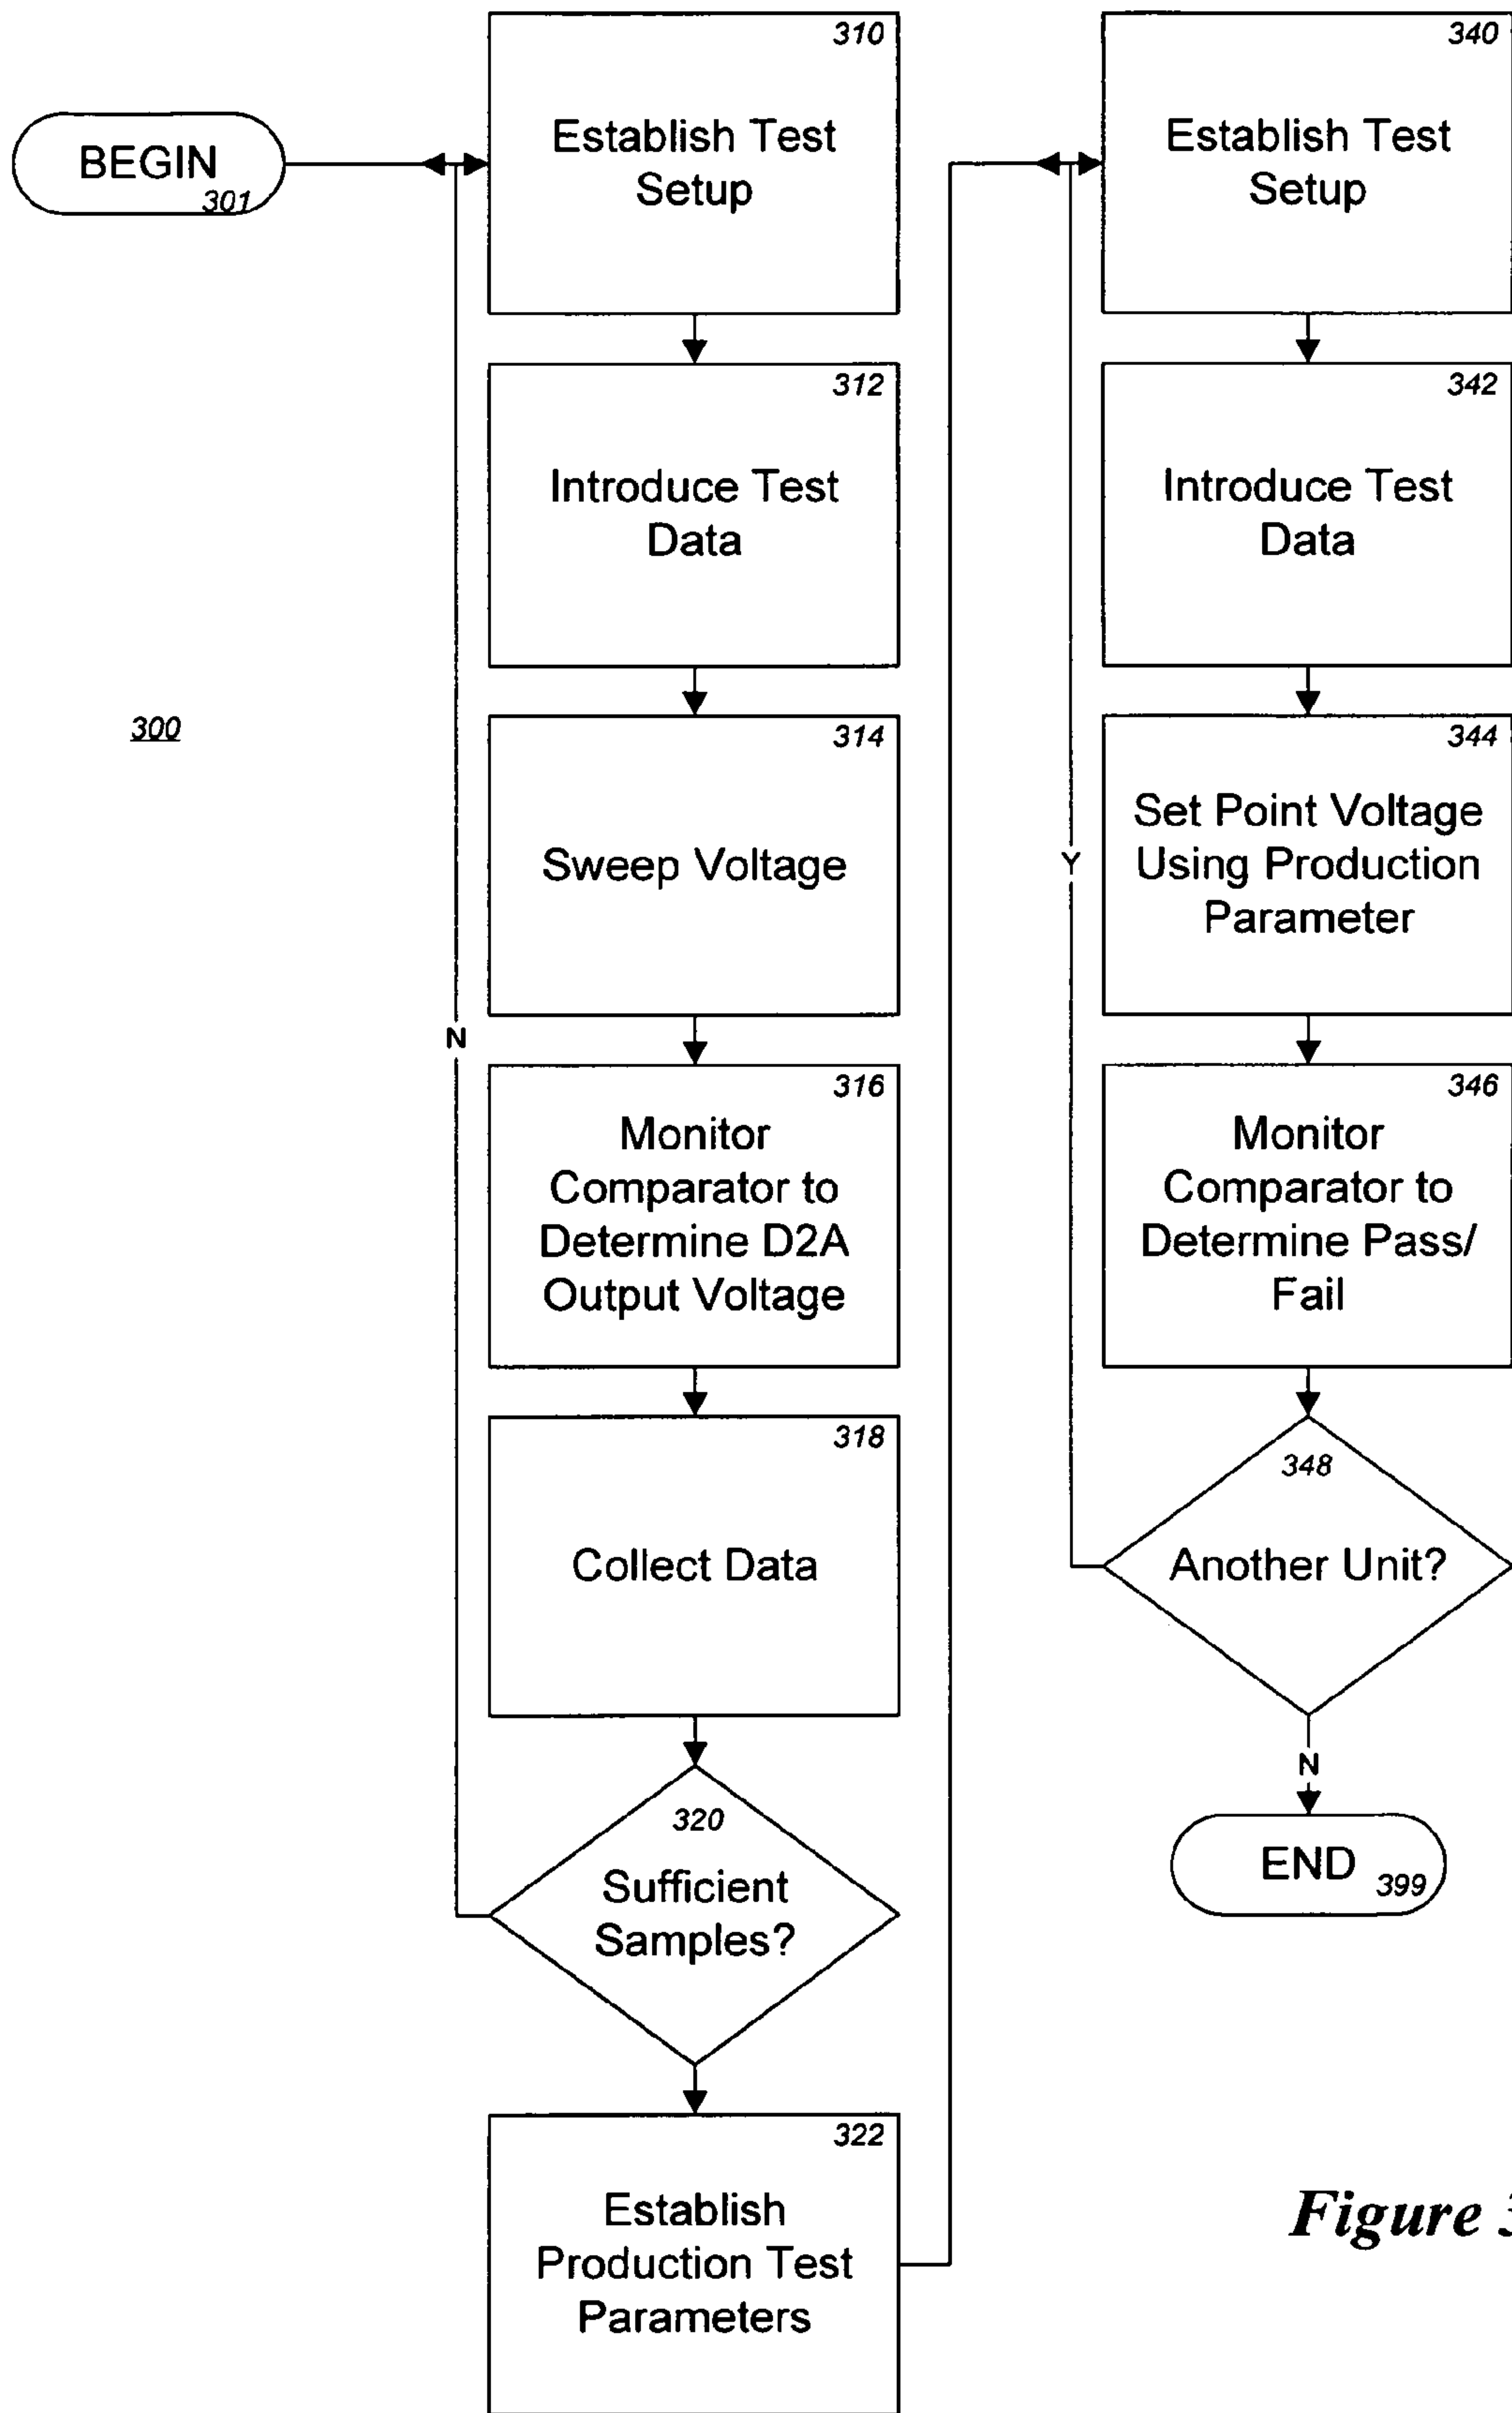 BEGIN
301
310
Establish Test
Setup
312
Introduce Test
Data
300
314
Sweep Voltage
N
316
Monitor
Comparator to
Determine D2A
Output Voltage
318
Collect Data
320
Sufficient
Samples?
322
Establish
Production Test
Parameters
340
Establish Test
Setup
342
Introduce Test
Data
344
Set Point Voltage
Using Production
Parameter
Y
346
Monitor
Comparator to
Determine Pass/
Fail
348
Another Unit?
N
END
399
Figure 3